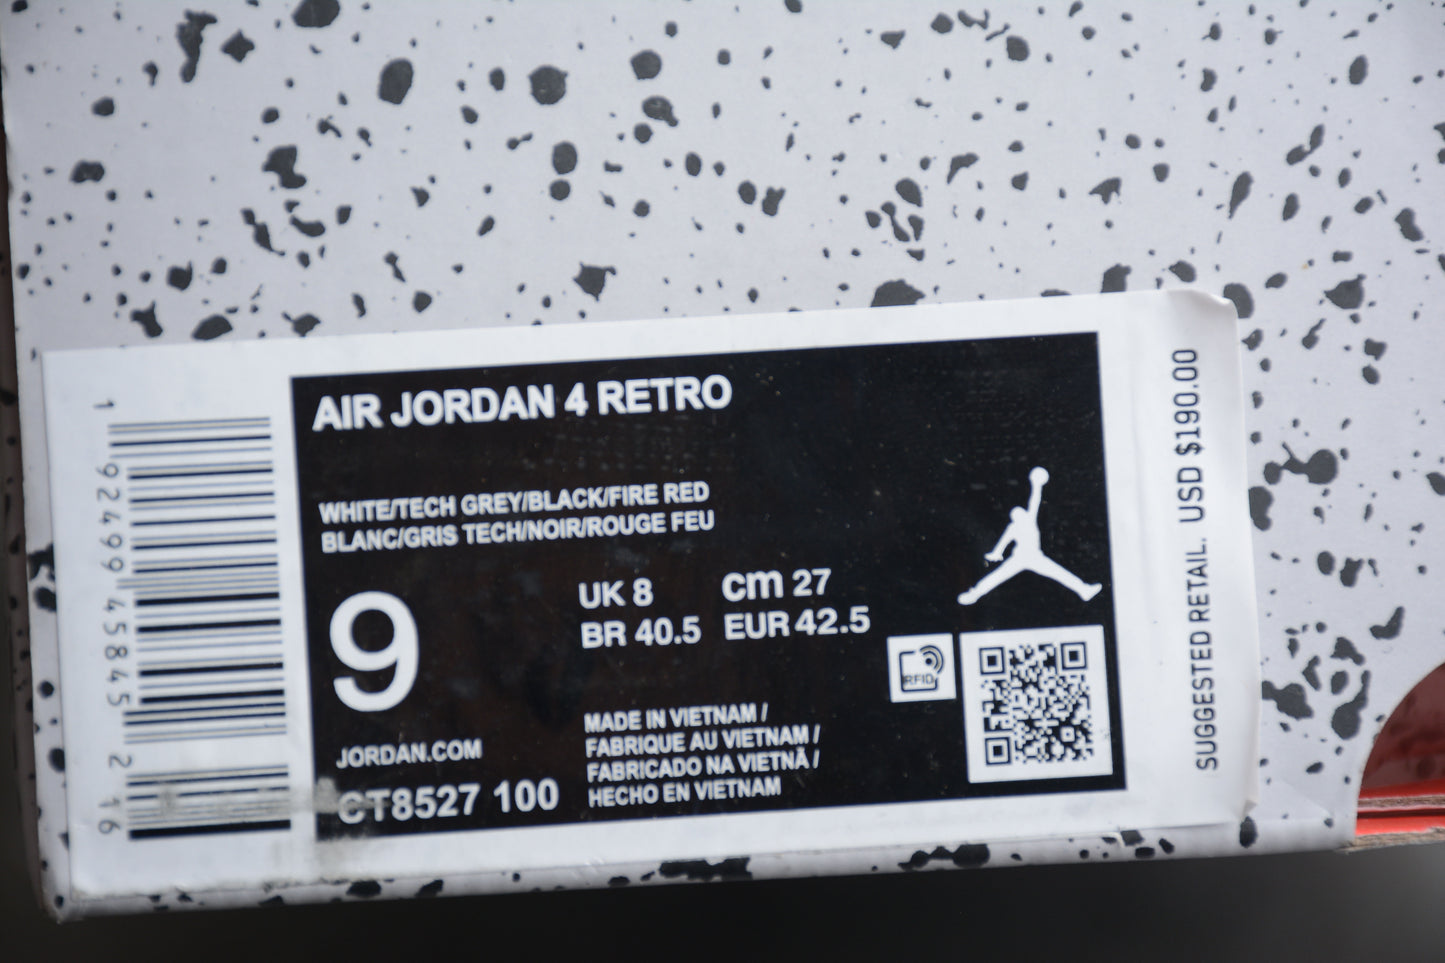 AIR JORDAN 4 RETRO
WHITE/TECH GREY/BLACK/FIRE RED
BLANC/GRIS TECH/NOIR/ROUGE FEU
9
UK 8
cm 27
BR 40.5
EUR 42.5
MADE IN VIETNAM /
FABRIQUE AU VIETNAM /
FABRICADO NA VIETNÃ /
HECHO EN VIETNAM
JORDAN.COM
CT8527 100
RFID
1 92499 45845 2 16
SUGGESTED RETAIL. USD $190.00